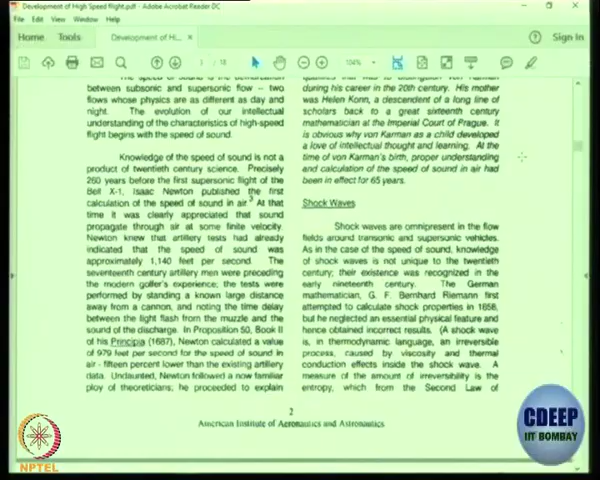 Development of High Speed flight.pdf - Adobe Acrobat Reader DC
File Edit View Window Help
Home Tools Development of Hi... × Sign In
/ 18
104%
The speed of sound is the demarcation
between subsonic and supersonic flow -- two
flows whose physics are as different as day and
night. The evolution of our intellectual
understanding of the characteristics of high-speed
flight begins with the speed of sound.
Knowledge of the speed of sound is not a
product of twentieth century science. Precisely
260 years before the first supersonic flight of the
Bell X-1, Isaac Newton published the first
calculation of the speed of sound in air. At that
time it was clearly appreciated that sound
propagate through air at some finite velocity.
Newton knew that artillery tests had already
indicated that the speed of sound was
approximately 1,140 feet per second. The
seventeenth century artillery men were preceding
the modern golfer's experience; the tests were
performed by standing a known large distance
away from a cannon, and noting the time delay
between the light flash from the muzzle and the
sound of the discharge. In Proposition 50, Book II
of his Principia (1687), Newton calculated a value
of 979 feet per second for the speed of sound in
air - fifteen percent lower than the existing artillery
data. Undaunted, Newton followed a now familiar
ploy of theoreticians; he proceeded to explain
qualities that was to distinguish von Karman
during his career in the 20th century. His mother
was Helen Konn, a descendent of a long line of
scholars back to a great sixteenth century
mathematician at the Imperial Court of Prague. It
is obvious why von Karman as a child developed
a love of intellectual thought and learning. At the
time of von Karman's birth, proper understanding
and calculation of the speed of sound in air had
been in effect for 65 years.
Shock Waves
Shock waves are omnipresent in the flow
fields around transonic and supersonic vehicles.
As in the case of the speed of sound, knowledge
of shock waves is not unique to the twentieth
century; their existence was recognized in the
early nineteenth century. The German
mathematician, G. F. Bernhard Riemann first
attempted to calculate shock properties in 1858,
but he neglected an essential physical feature and
hence obtained incorrect results. (A shock wave
is, in thermodynamic language, an irreversible
process, caused by viscosity and thermal
conduction effects inside the shock wave. A
measure of the amount of irreversibility is the
entropy, which from the Second Law of
2
American Institute of Aeronautics and Astronautics
NPTEL
CDEEP
IIT BOMBAY